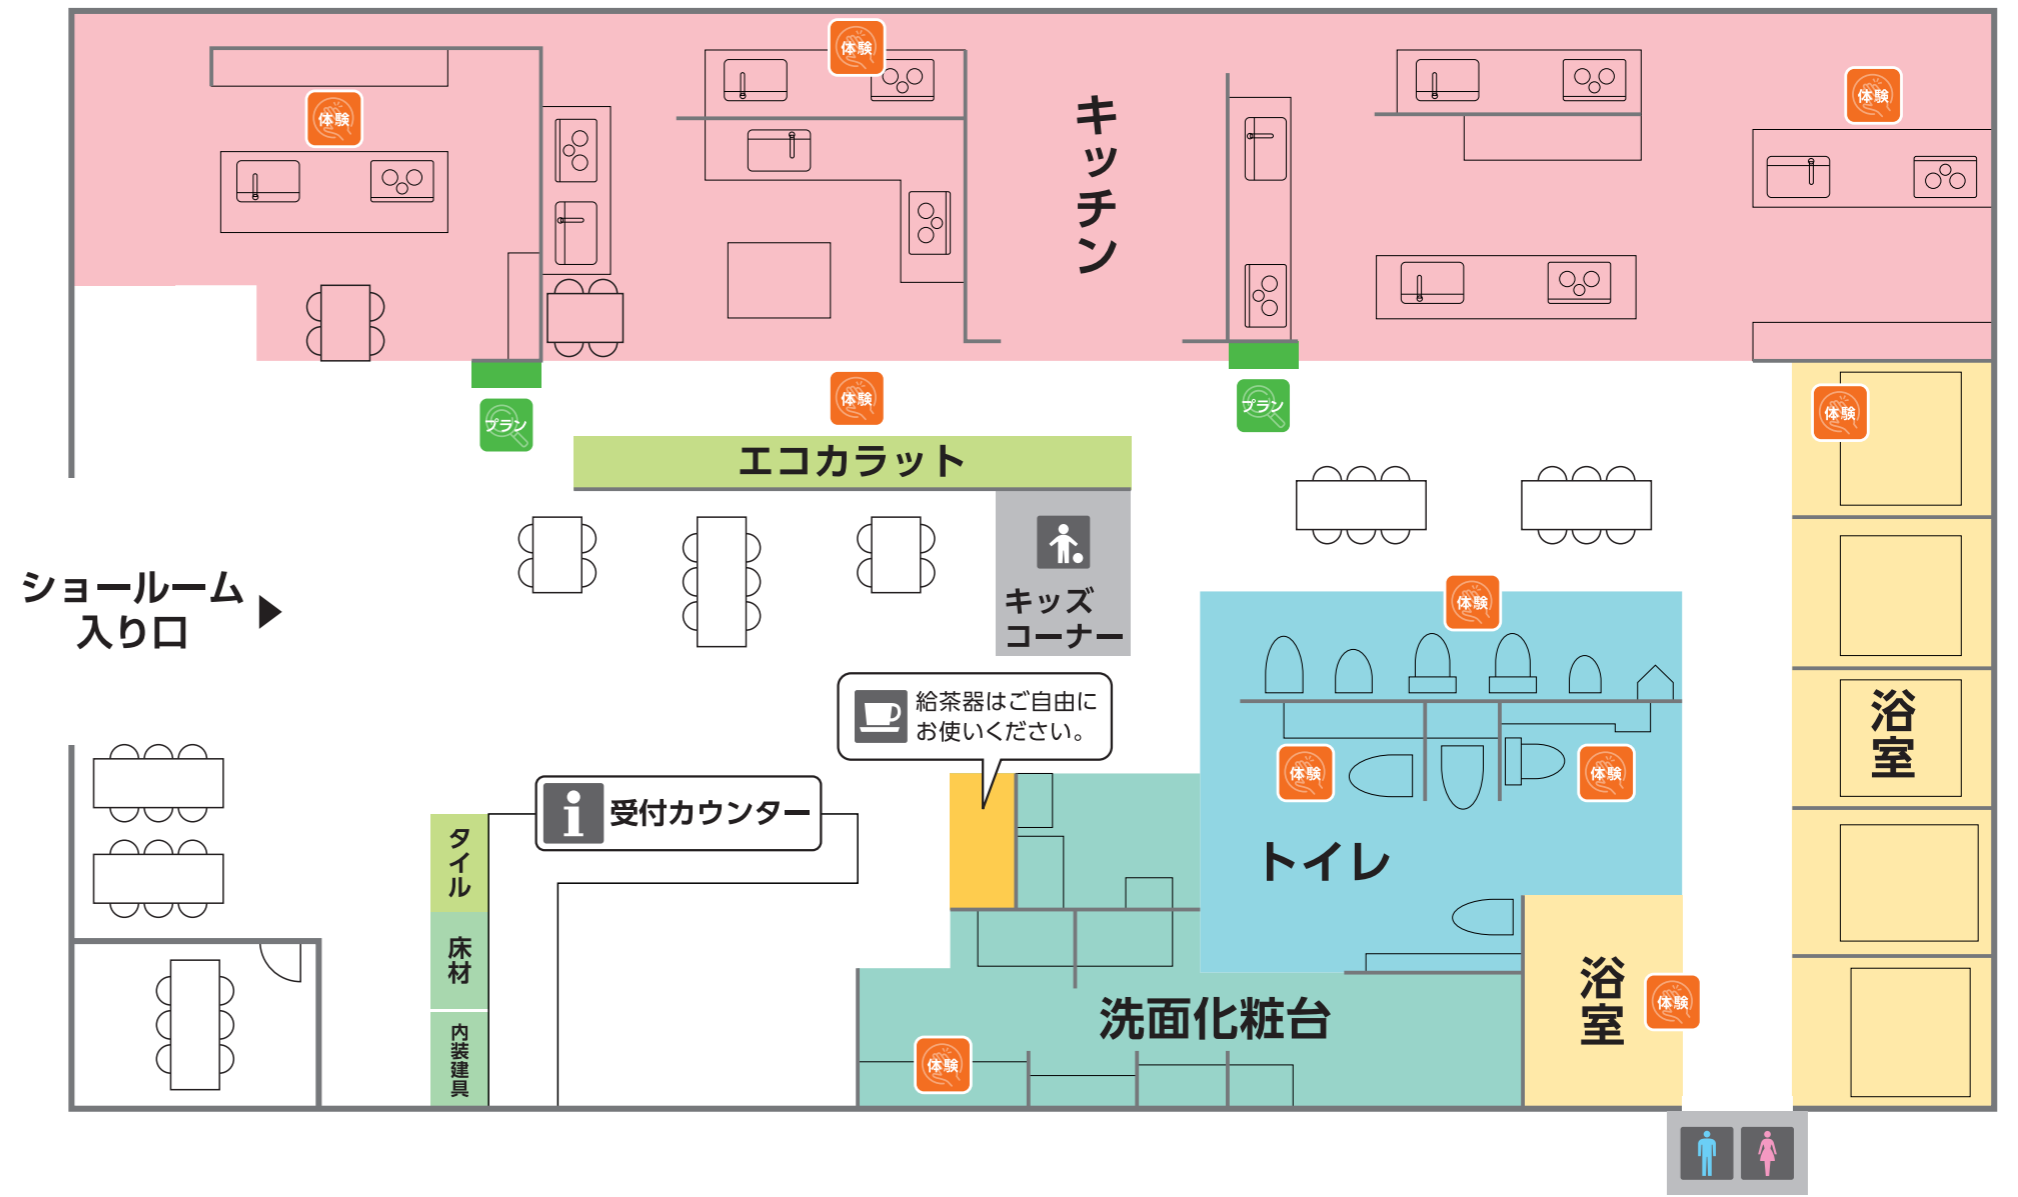 体験
体験
体験
キッチン
プラン
体験
プラン
体験
エコカラット
ショールーム
入り口
キッズ
コーナー
体験
給茶器はご自由に
お使いください。
体験
体験
浴室
受付カウンター
タイル
トイレ
床材
浴室
体験
洗面化粧台
体験
内装建具